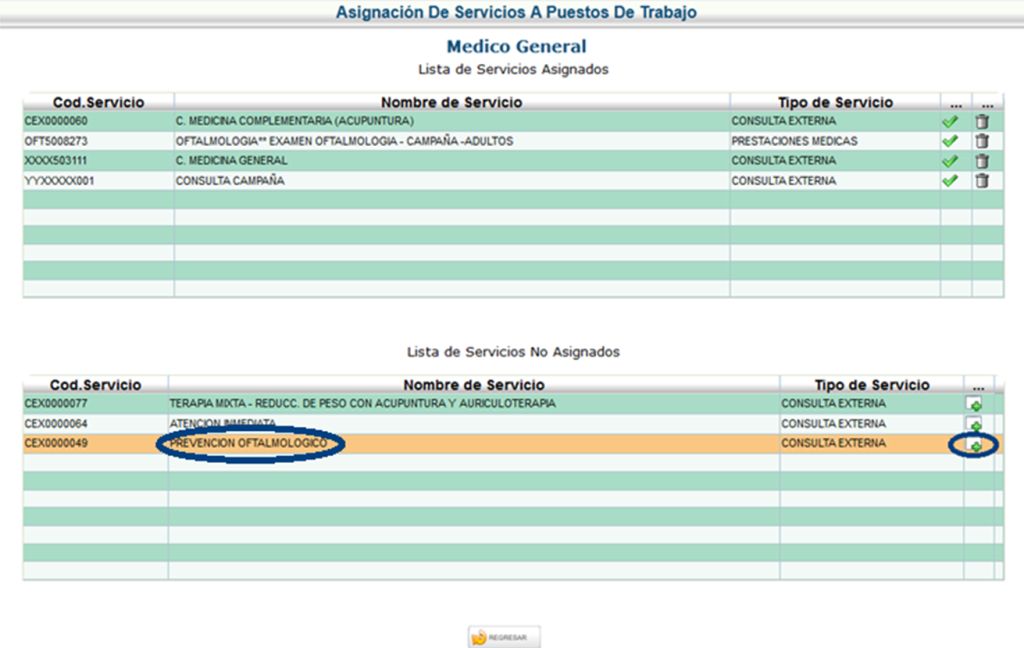 Asignación De Servicios A Puestos De Trabajo
Medico General
Lista de Servicios Asignados
Cod.Servicio Nombre de Servicio Tipo de Servicio ... ...
CEX0000060 C. MEDICINA COMPLEMENTARIA (ACUPUNTURA) CONSULTA EXTERNA
OFT5008273 OFTALMOLOGIA** EXAMEN OFTALMOLOGIA - CAMPAÑA -ADULTOS PRESTACIONES MEDICAS
XXXX503111 C. MEDICINA GENERAL CONSULTA EXTERNA
YYXXXXX001 CONSULTA CAMPAÑA CONSULTA EXTERNA
Lista de Servicios No Asignados
Cod.Servicio Nombre de Servicio Tipo de Servicio ...
CEX0000077 TERAPIA MIXTA - REDUCC. DE PESO CON ACUPUNTURA Y AURICULOTERAPIA CONSULTA EXTERNA
CEX0000064 ATENCION INMEDIATA CONSULTA EXTERNA
CEX0000049 PREVENCION OFTALMOLOGICO CONSULTA EXTERNA
REGRESAR